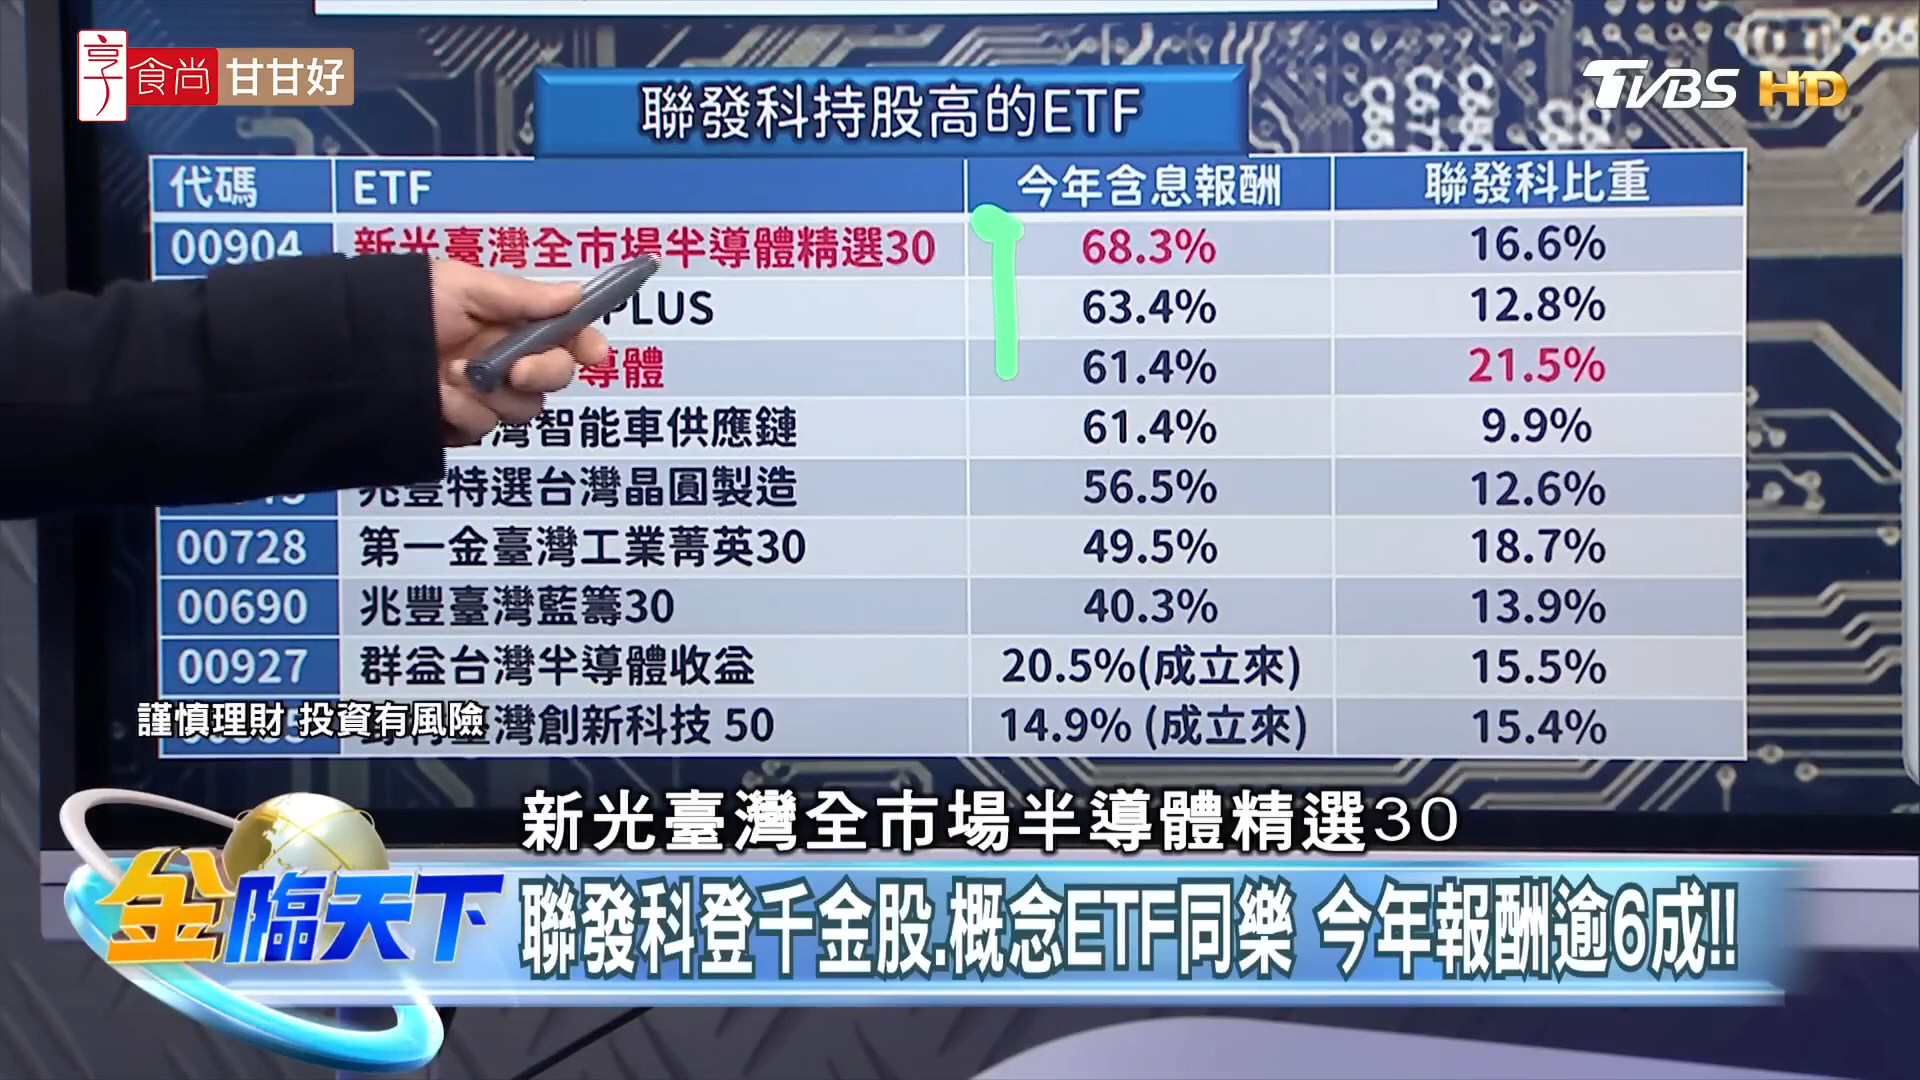 享
食尚
甘甘好
TVBS HD
聯發科持股高的ETF
代碼 ETF 今年含息報酬 聯發科比重
00904 新光臺灣全市場半導體精選30 68.3% 16.6%
PLUS 63.4% 12.8%
導體 61.4% 21.5%
灣智能車供應鏈 61.4% 9.9%
兆豐特選台灣晶圓製造 56.5% 12.6%
00728 第一金臺灣工業菁英30 49.5% 18.7%
00690 兆豐臺灣藍籌30 40.3% 13.9%
00927 群益台灣半導體收益 20.5%(成立來) 15.5%
臺灣創新科技 50 14.9% (成立來) 15.4%
謹慎理財 投資有風險
新光臺灣全市場半導體精選30
金臨天下
聯發科登千金股.概念ETF同樂 今年報酬逾6成!!